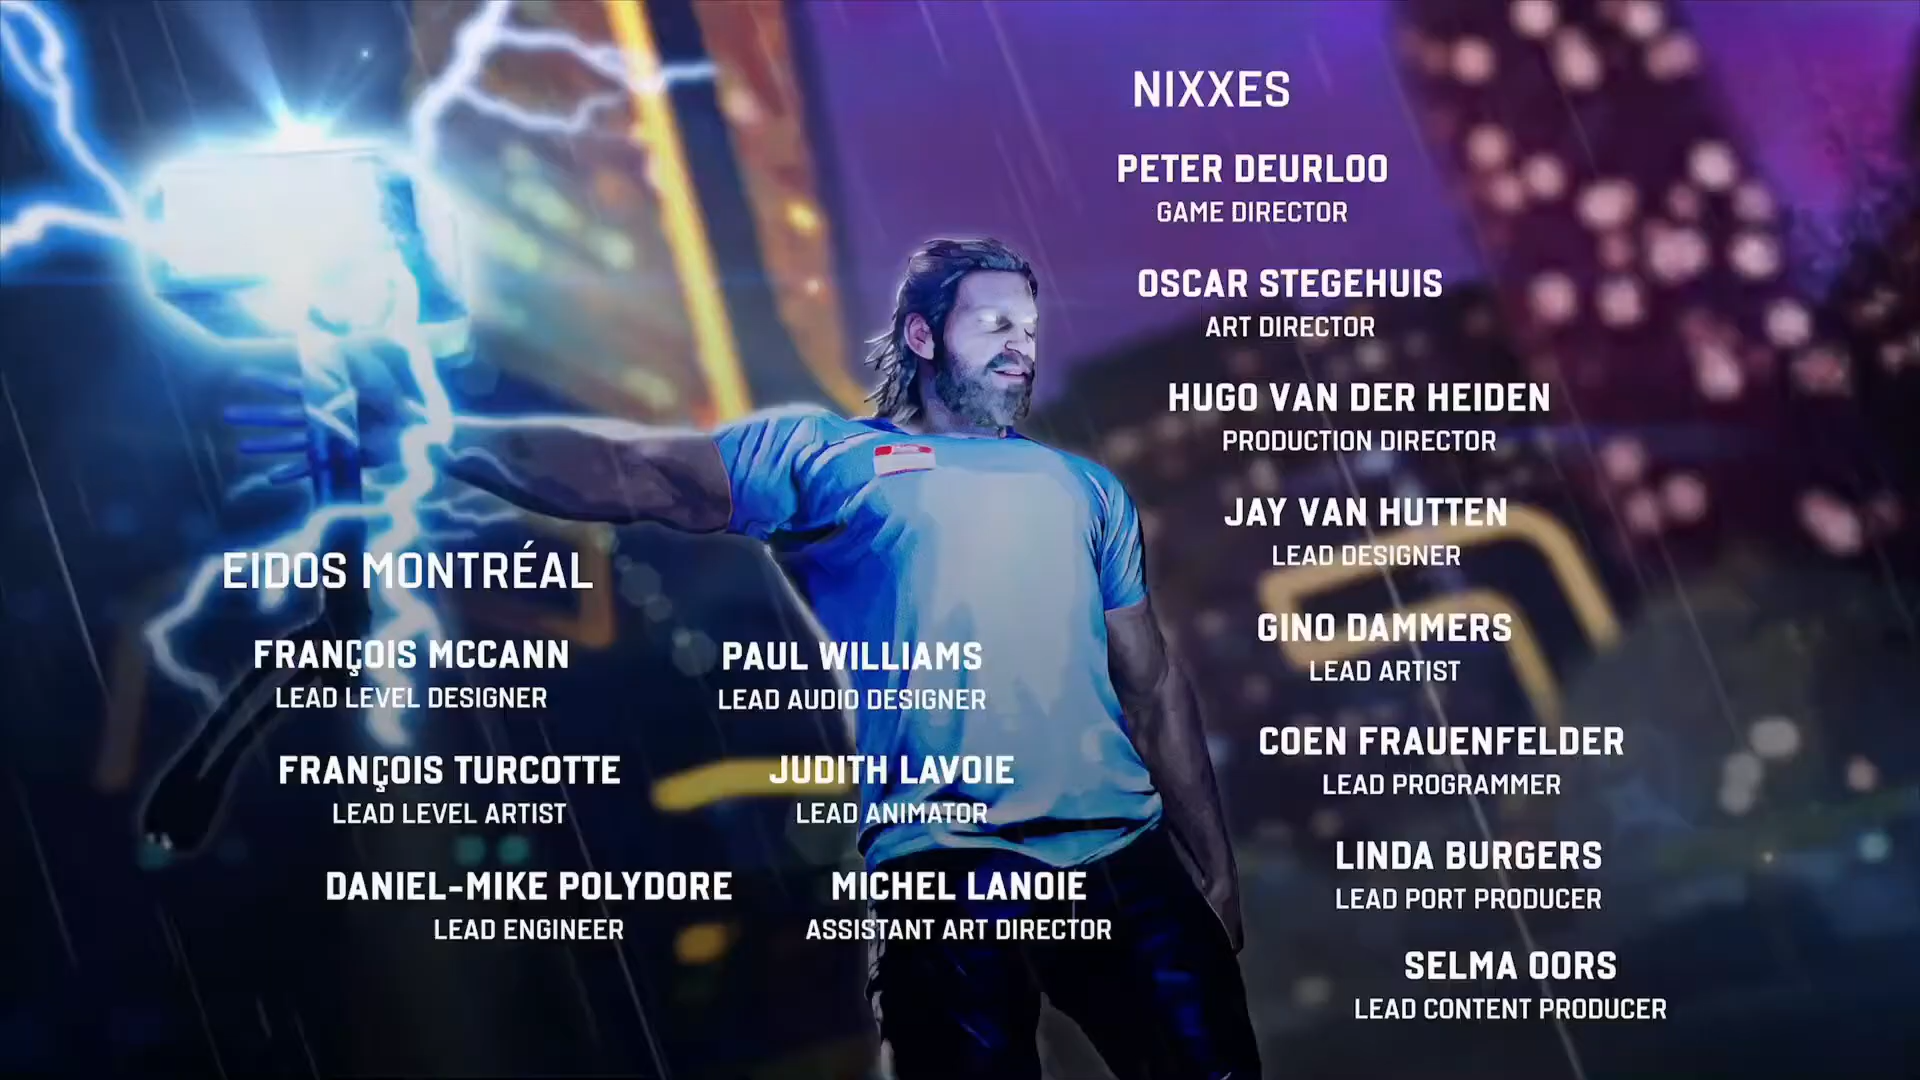 NIXXES
PETER DEURLOO
GAME DIRECTOR
OSCAR STEGEHUIS
ART DIRECTOR
HUGO VAN DER HEIDEN
PRODUCTION DIRECTOR
JAY VAN HUTTEN
LEAD DESIGNER
GINO DAMMERS
LEAD ARTIST
COEN FRAUENFELDER
LEAD PROGRAMMER
LINDA BURGERS
LEAD PORT PRODUCER
SELMA OORS
LEAD CONTENT PRODUCER
EIDOS MONTRÉAL
FRANÇOIS MCCANN
LEAD LEVEL DESIGNER
FRANÇOIS TURCOTTE
LEAD LEVEL ARTIST
DANIEL-MIKE POLYDORE
LEAD ENGINEER
PAUL WILLIAMS
LEAD AUDIO DESIGNER
JUDITH LAVOIE
LEAD ANIMATOR
MICHEL LANOIE
ASSISTANT ART DIRECTOR